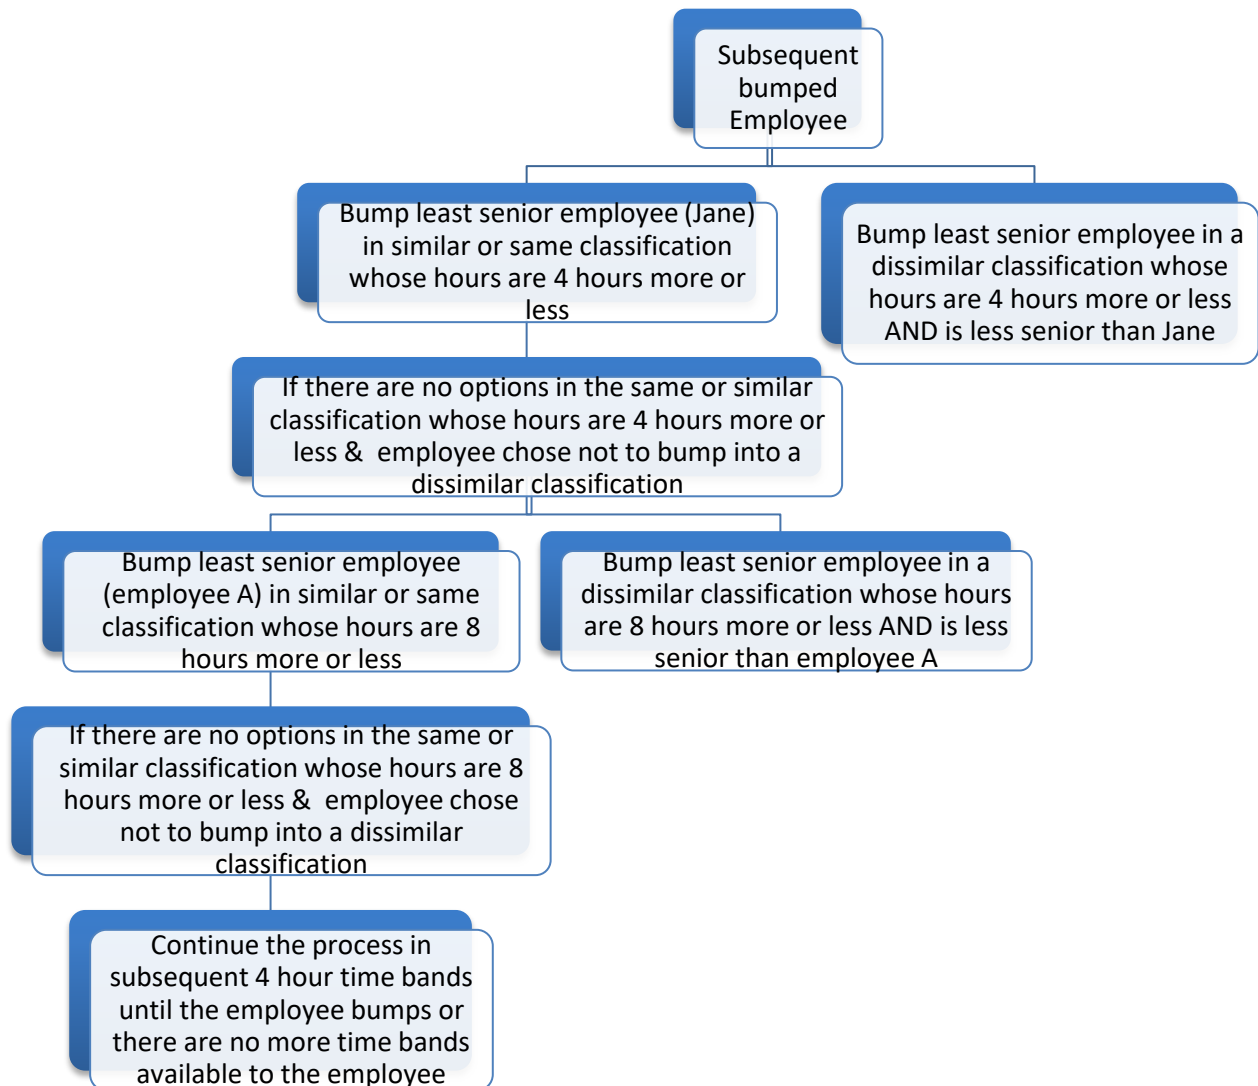 Subsequent
bumped
Employee
Bump least senior employee (Jane)
in similar or same classification
whose hours are 4 hours more or
less
Bump least senior employee in a
dissimilar classification whose
hours are 4 hours more or less
AND is less senior than Jane
If there are no options in the same or similar
classification whose hours are 4 hours more or
less & employee chose not to bump into a
dissimilar classification
Bump least senior employee
(employee A) in similar or same
classification whose hours are 8
hours more or less
Bump least senior employee in a
dissimilar classification whose hours
are 8 hours more or less AND is less
senior than employee A
If there are no options in the same or
similar classification whose hours are 8
hours more or less & employee chose
not to bump into a dissimilar
classification
Continue the process in
subsequent 4 hour time bands
until the employee bumps or
there are no more time bands
available to the employee